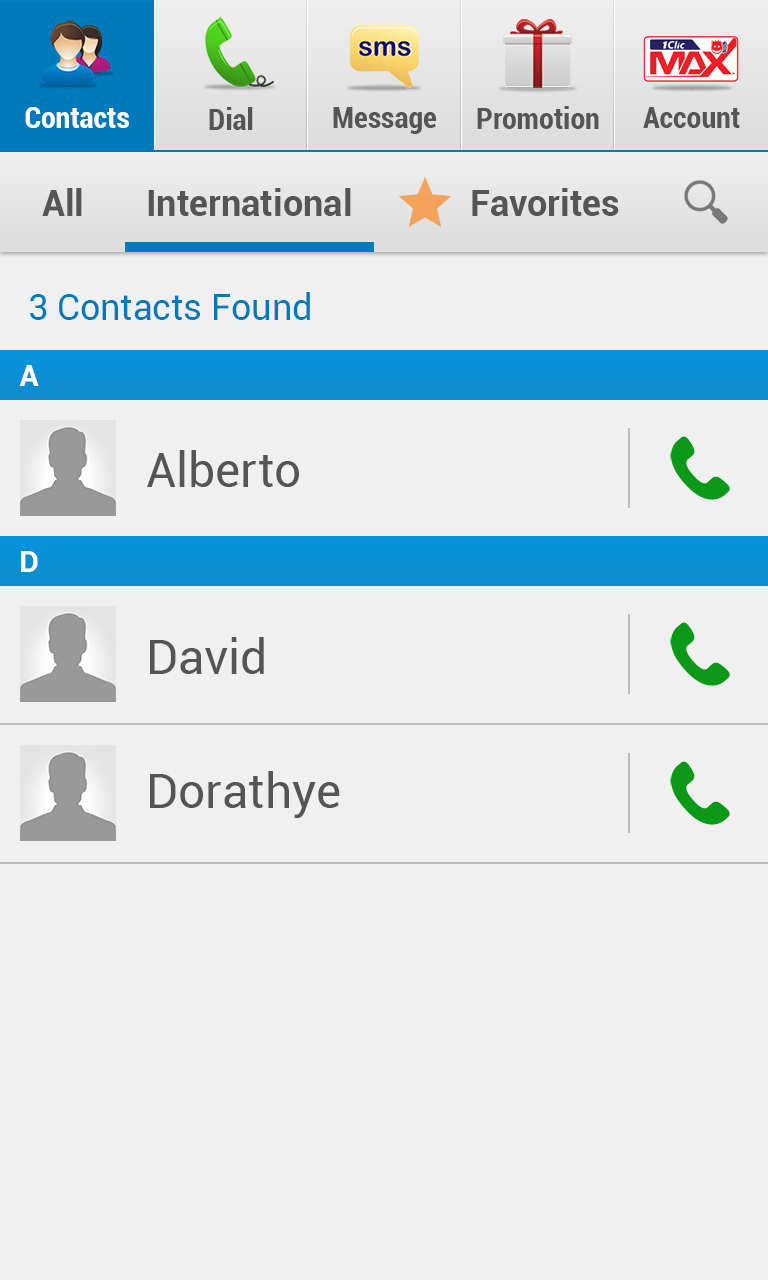 sms
1Clic
MAX
Contacts Dial Message Promotion Account
All International Favorites
3 Contacts Found
A
Alberto
D
David
Dorathye